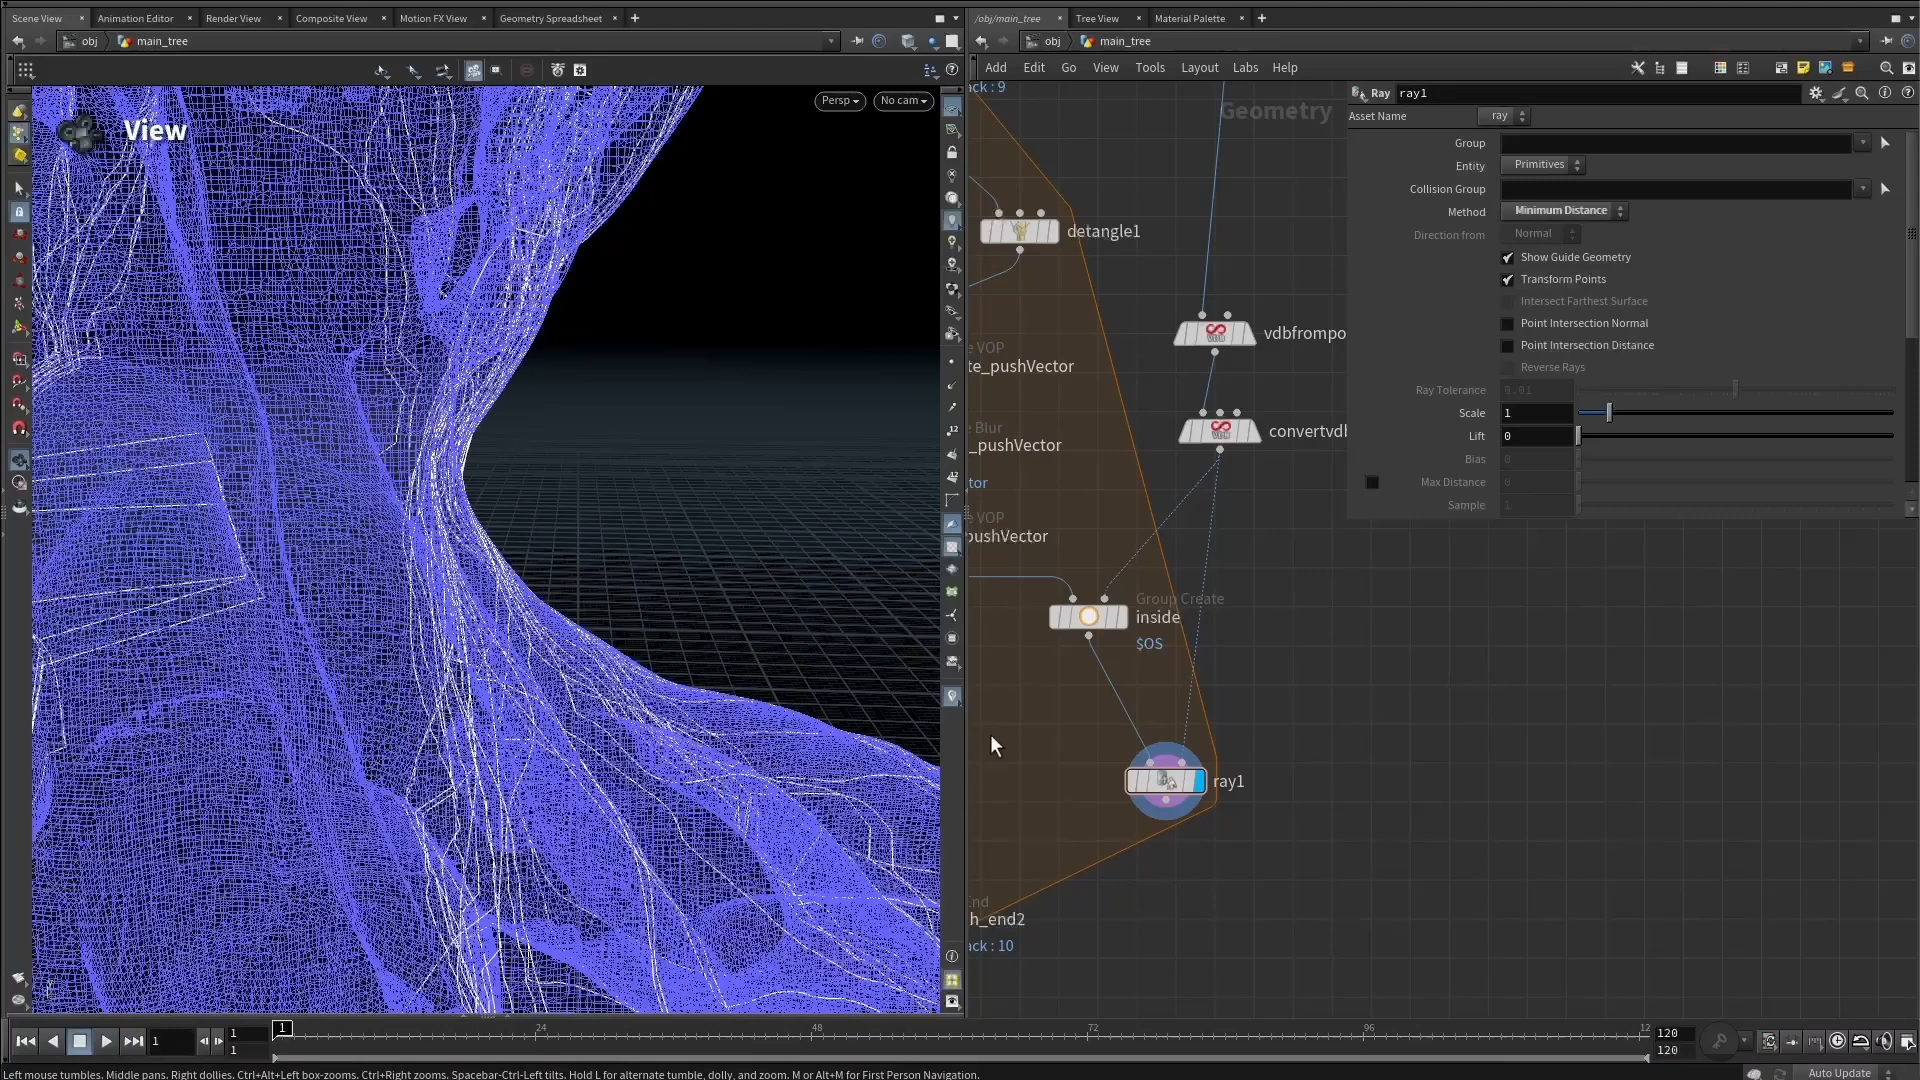 Scene View
Animation Editor
Render View
Composite View
Motion FX View
Geometry Spreadsheet
/obj/main_tree
Tree View
Material Palette
obj
main_tree
obj
main_tree
Add Edit Go View Tools Layout Labs Help
View
Persp
No cam
ack : 9
Geometry
detangle1
vdbfrompo
e VOP
te_pushVector
convertvdb
e Blur
_pushVector
tor
e VOP
pushVector
Group Create
inside
$OS
ray1
End
h_end2
ack : 10
Ray ray1
Asset Name ray
Group
Entity Primitives
Collision Group
Method Minimum Distance
Direction from Normal
Show Guide Geometry
Transform Points
Intersect Farthest Surface
Point Intersection Normal
Point Intersection Distance
Reverse Rays
Ray Tolerance 0.01
Scale 1
Lift 0
Bias 0
Max Distance 0
Sample 1
1
1
1
1
24
48
72
96
12
120
120
Left mouse tumbles. Middle pans. Right dollies. Ctrl+Alt+Left box-zooms. Ctrl+Right zooms. Spacebar-Ctrl-Left tilts. Hold L for alternate tumble, dolly, and zoom. M or Alt+M for First Person Navigation.
Auto Update